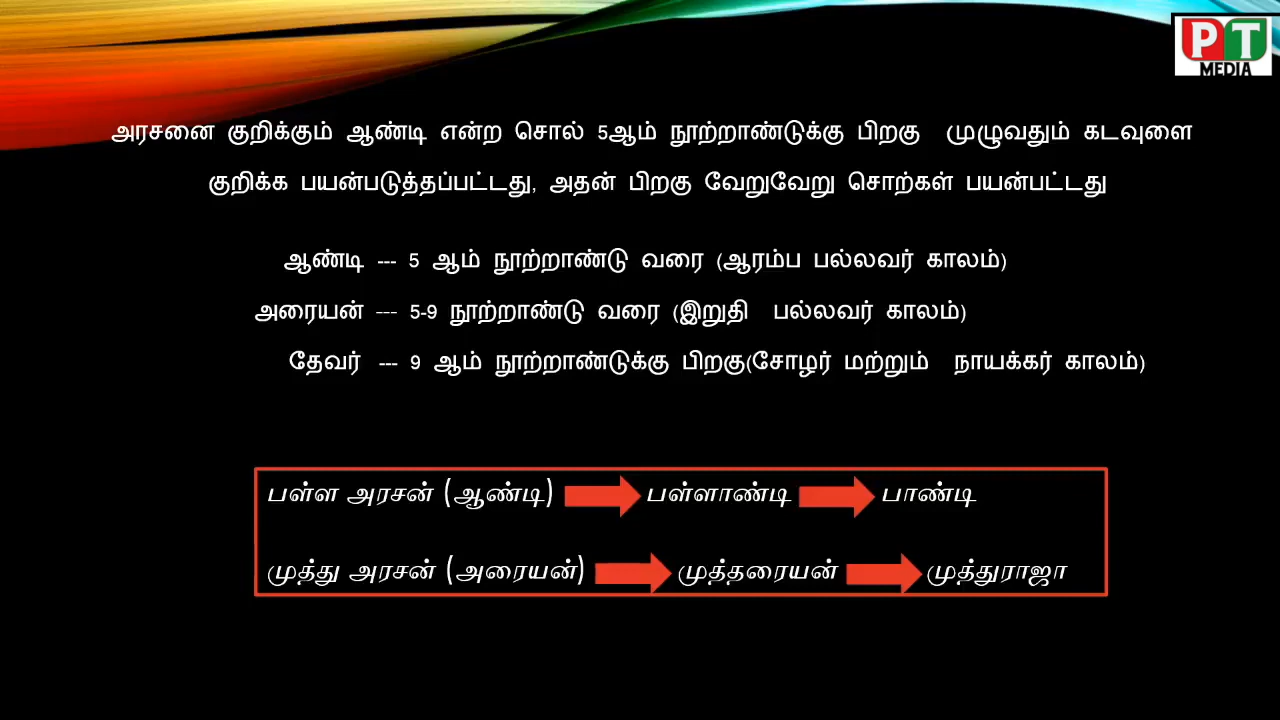 PT
MEDIA
அரசனை குறிக்கும் ஆண்டி என்ற சொல் 5ஆம் நூற்றாண்டுக்கு பிறகு முழுவதும் கடவுளை
குறிக்க பயன்படுத்தப்பட்டது, அதன் பிறகு வேறுவேறு சொற்கள் பயன்பட்டது
ஆண்டி --- 5 ஆம் நூற்றாண்டு வரை (ஆரம்ப பல்லவர் காலம்)
அரையன் --- 5-9 நூற்றாண்டு வரை (இறுதி பல்லவர் காலம்)
தேவர் --- 9 ஆம் நூற்றாண்டுக்கு பிறகு(சோழர் மற்றும் நாயக்கர் காலம்)
பள்ள அரசன் (ஆண்டி) பள்ளாண்டி பாண்டி
முத்து அரசன் (அரையன்) முத்தரையன் முத்துராஜா